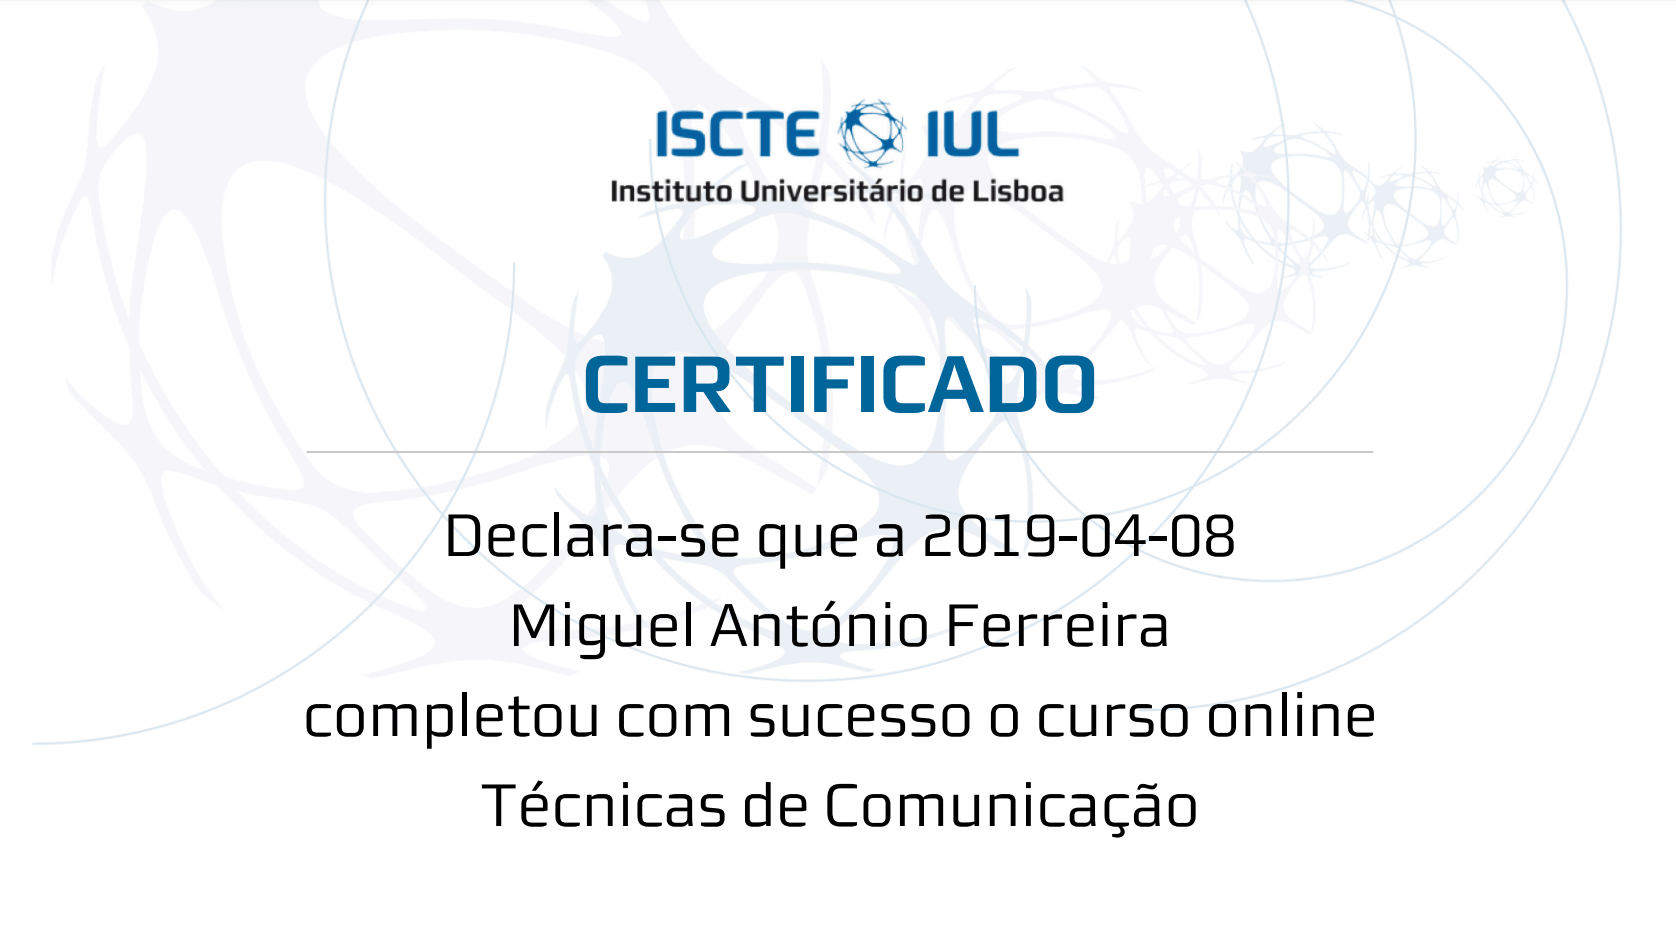 ISCTE IUL
Instituto Universitário de Lisboa
CERTIFICADO
Declara-se que a 2019-04-08
Miguel António Ferreira
completou com sucesso o curso online
Técnicas de Comunicação